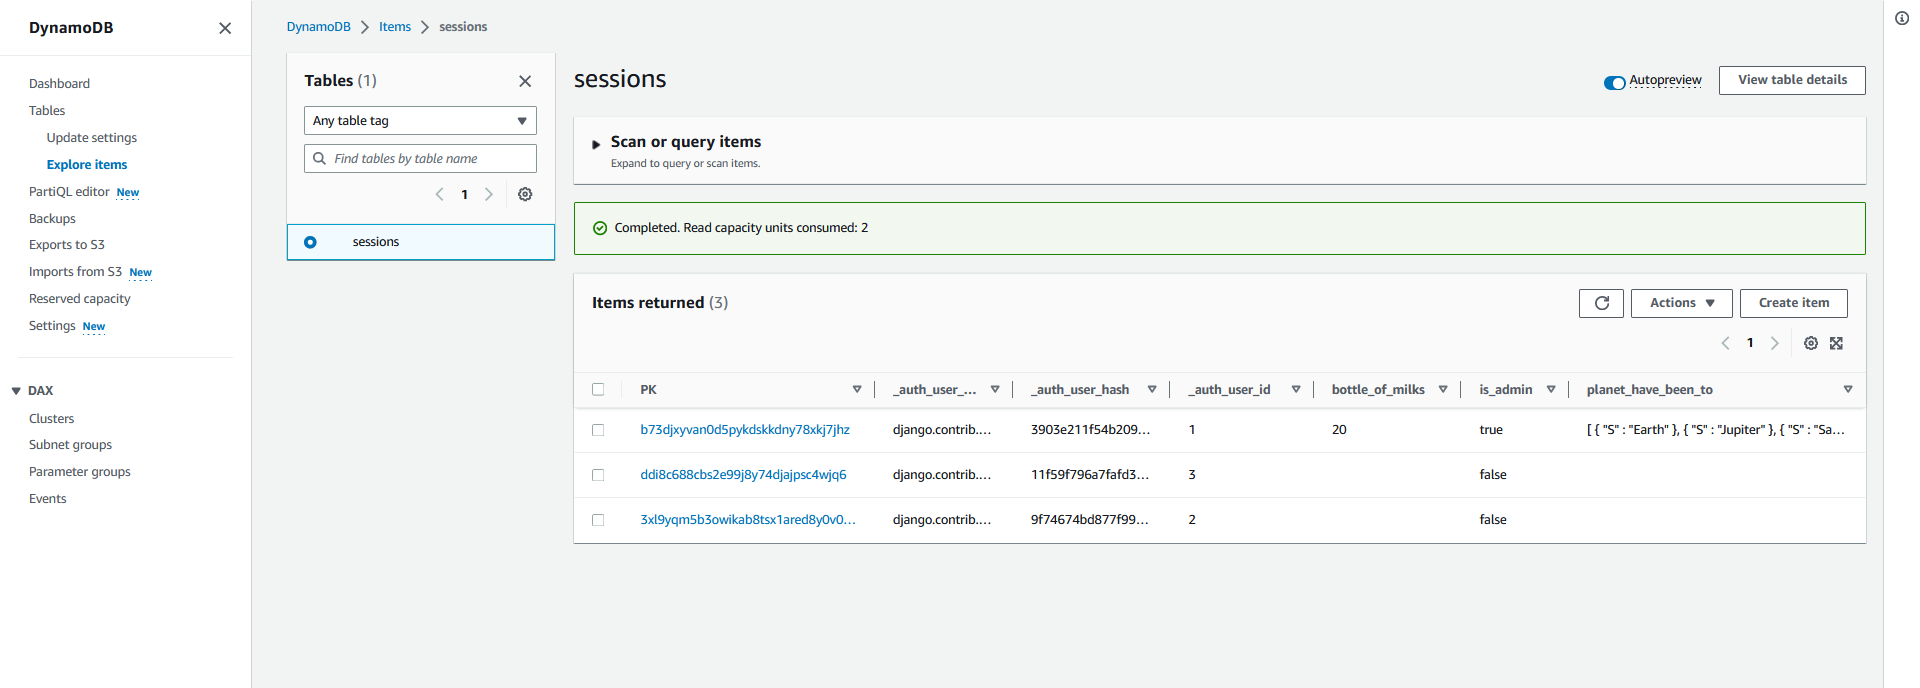 DynamoDB
Dashboard
Tables
Update settings
Explore items
PartiQL editor New
Backups
Exports to S3
Imports from S3 New
Reserved capacity
Settings New
DAX
Clusters
Subnet groups
Parameter groups
Events
DynamoDB Items sessions
Tables (1)
Any table tag
Find tables by table name
1
sessions
sessions
Autopreview
View table details
Scan or query items
Expand to query or scan items.
Completed. Read capacity units consumed: 2
Items returned (3)
Actions
Create item
1
PK _auth_user_... _auth_user_hash _auth_user_id bottle_of_milks is_admin planet_have_been_to
b73djxyvan0d5pykdskkdny78xkj7jhz django.contrib.... 3903e211f54b209... 1 20 true [ { "S" : "Earth" }, { "S" : "Jupiter" }, { "S" : "Sa...
ddi8c688cbs2e99j8y74djajpsc4wjq6 django.contrib.... 11f59f796a7fafd3... 3 false
3xl9yqm5b3owikab8tsx1ared8y0v0... django.contrib.... 9f74674bd877f99... 2 false